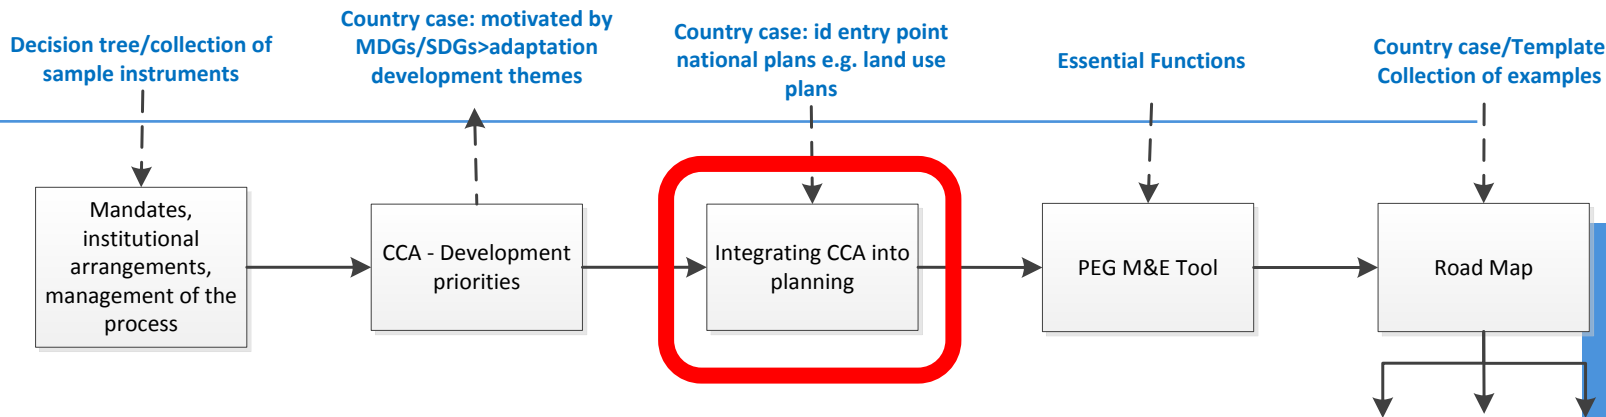 Decision tree/collection of
sample instruments
Country case: motivated by
MDGs/SDGs>adaptation
development themes
Country case: id entry point
national plans e.g. land use
plans
Essential Functions
Country case/Template
Collection of examples
Mandates,
institutional
arrangements,
management of the
process
CCA - Development
priorities
Integrating CCA into
planning
PEG M&E Tool
Road Map